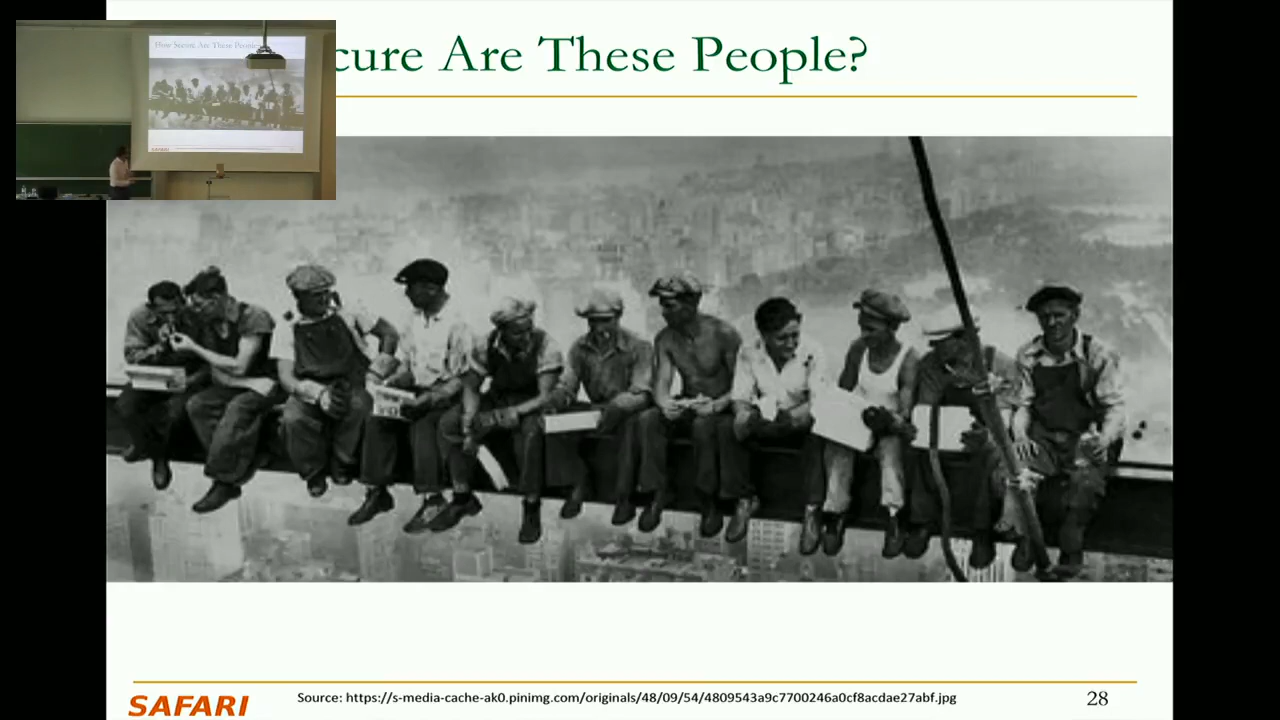 How Secure Are These People?
cure Are These People?
SAFARI
SAFARI
Source: https://s-media-cache-ak0.pinimg.com/originals/48/09/54/4809543a9c7700246a0cf8acdae27abf.jpg
28